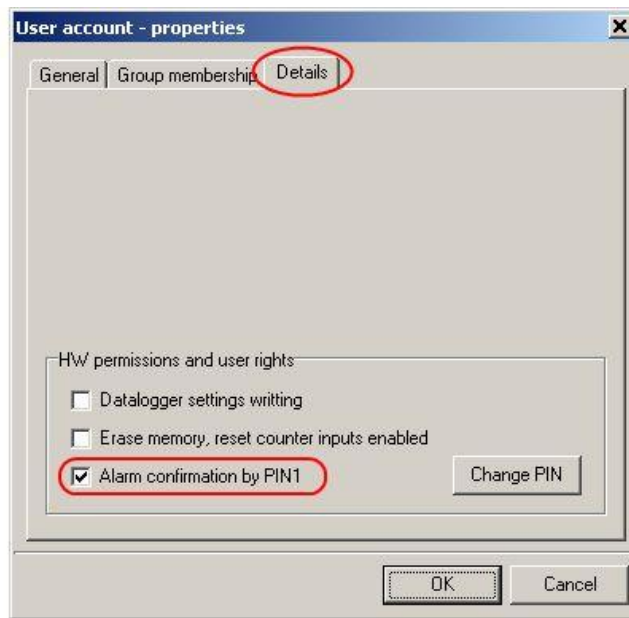 User account - properties
General
Group membership
Details
HW permissions and user rights
Datalogger settings writting
Erase memory, reset counter inputs enabled
Alarm confirmation by PIN1
Change PIN
OK
Cancel